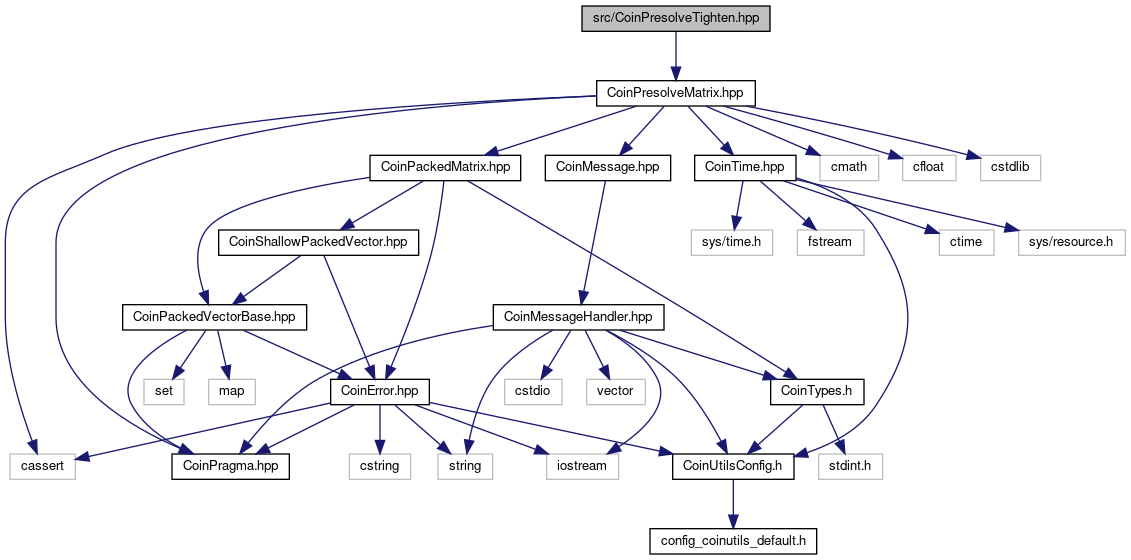 src/CoinPresolveTighten.hpp
CoinPresolveMatrix.hpp
CoinPackedMatrix.hpp
CoinMessage.hpp
CoinTime.hpp
cmath
cfloat
cstdlib
CoinShallowPackedVector.hpp
sys/time.h
fstream
ctime
sys/resource.h
CoinPackedVectorBase.hpp
CoinMessageHandler.hpp
set
map
CoinError.hpp
cstdio
vector
CoinTypes.h
cassert
CoinPragma.hpp
cstring
string
iostream
CoinUtilsConfig.h
stdint.h
config_coinutils_default.h